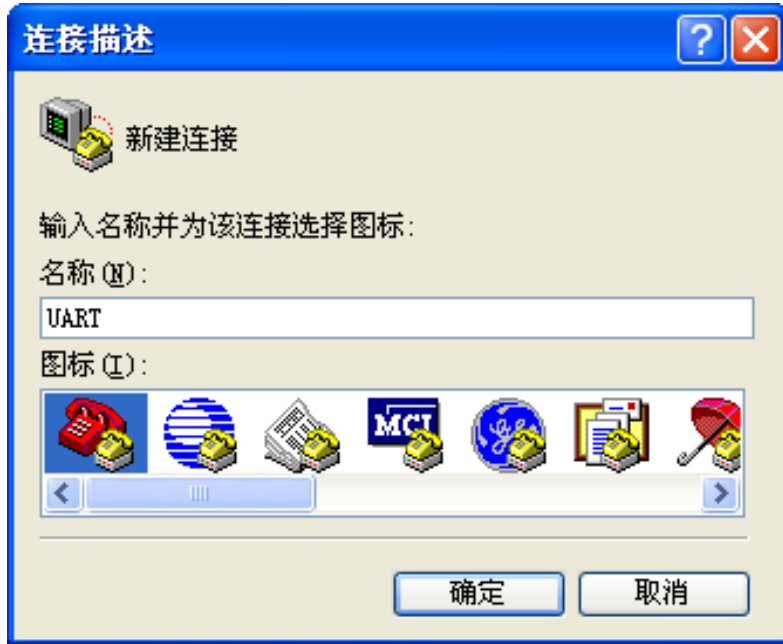 连接描述
新建连接
输入名称并为该连接选择图标:
名称(N):
UART
图标(I):
MCI
确定 取消